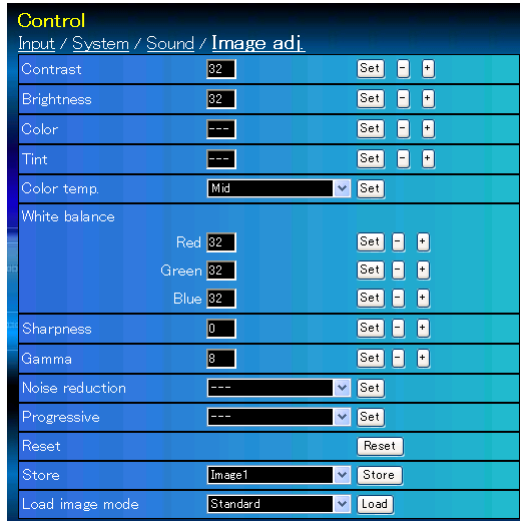 Control
Input / System / Sound / Image adj.
Contrast 32 Set - +
Brightness 32 Set - +
Color --- Set - +
Tint --- Set - +
Color temp. Mid Set
White balance
Red 32 Set - +
Green 32 Set - +
Blue 32 Set - +
Sharpness 0 Set - +
Gamma 8 Set - +
Noise reduction --- Set
Progressive --- Set
Reset Reset
Store Image1 Store
Load image mode Standard Load